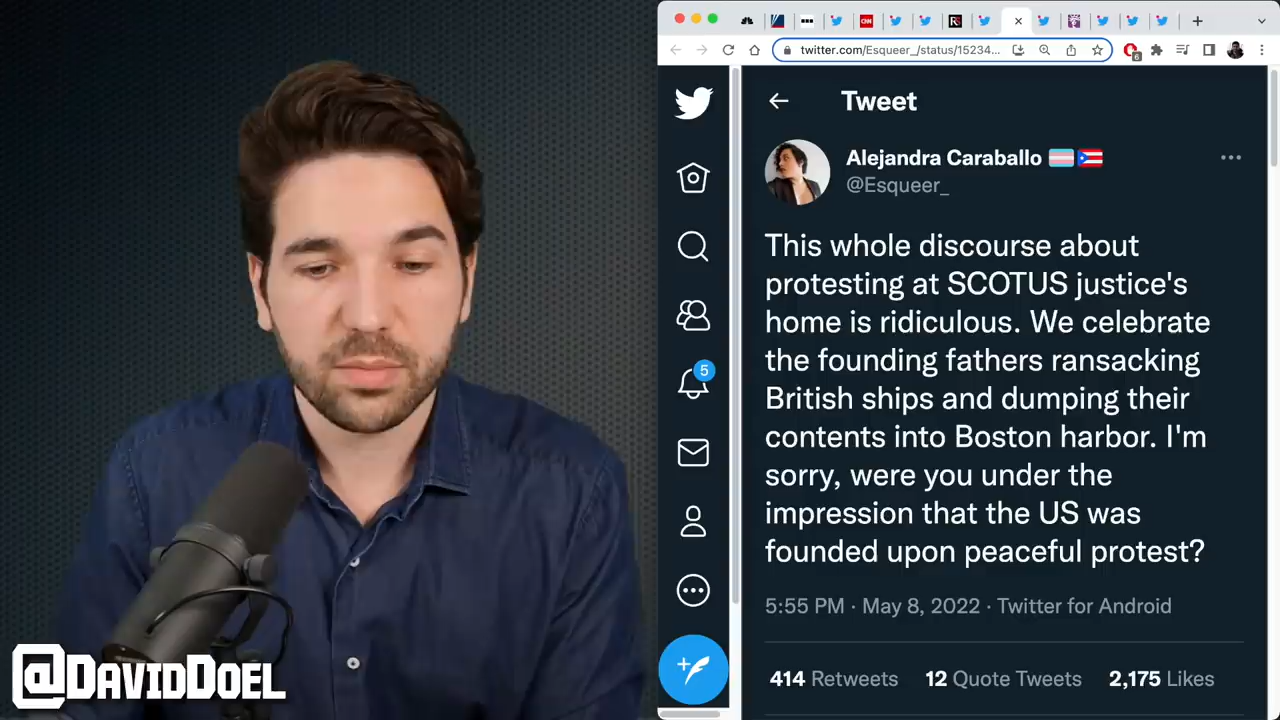 twitter.com/Esqueer_/status/15234...
Tweet
Alejandra Caraballo
@Esqueer_
This whole discourse about
protesting at SCOTUS justice's
home is ridiculous. We celebrate
the founding fathers ransacking
British ships and dumping their
contents into Boston harbor. I'm
sorry, were you under the
impression that the US was
founded upon peaceful protest?
5:55 PM · May 8, 2022 · Twitter for Android
414 Retweets 12 Quote Tweets 2,175 Likes
5
@DavidDoel